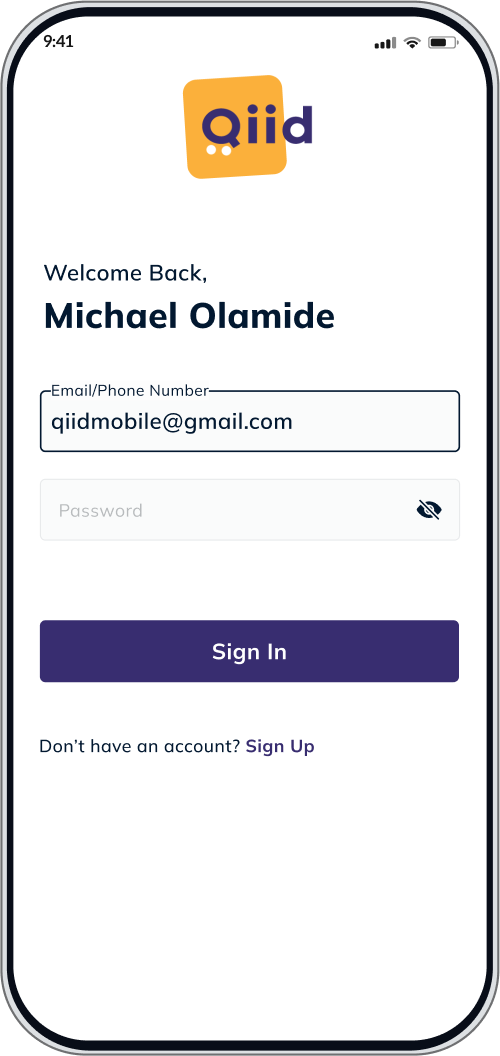 9:41
Qiid
Welcome Back,
Michael Olamide
Email/Phone Number
qiidmobile@gmail.com
Password
Sign In
Don't have an account? Sign Up